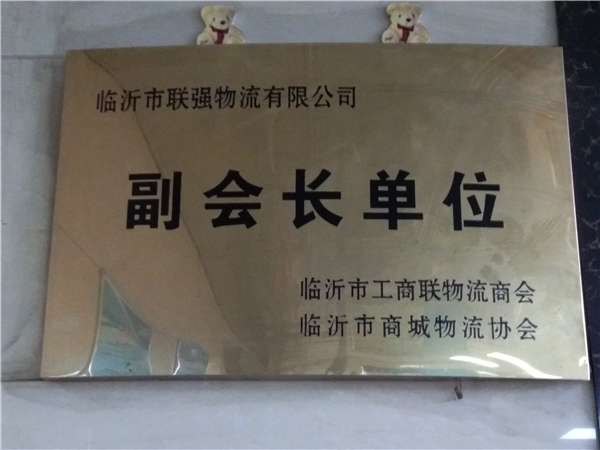 临沂市联强物流有限公司
副会长单位
临沂市工商联物流商会
临沂市商城物流协会